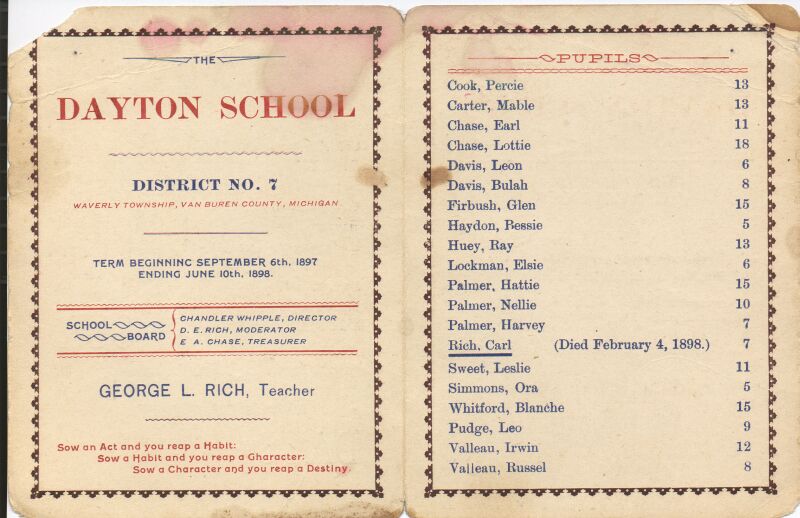 THE
DAYTON SCHOOL
DISTRICT NO. 7
WAVERLY TOWNSHIP, VAN BUREN COUNTY, MICHIGAN
TERM BEGINNINC SEPTEMBER 6th. 1897
ENDING JUNE 10th. 1898.
SCHOOL BOARD
CHANDLER WHIPPLE, DIRECTOR
D. E. RICH, MODERATOR
E A. CHASE, TREASURER
GEORGE L. RICH, Teacher
Sow an Act and you reap a Habit:
Sow a Habit and you reap a Gharacter:
Sow a Character and you reap a Destiny.
PUPILS
Cook, Percie 13
Carter, Mable 13
Chase, Earl 11
Chase, Lottie 18
Davis, Leon 6
Davis, Bulah 8
Firbush, Glen 15
Haydon, Bessie 5
Huey, Ray 13
Lockman, Elsie 6
Palmer, Hattie 15
Palmer, Nellie 10
Palmer, Harvey 7
Rich, Carl (Died February 4, 1898.) 7
Sweet, Leslie 11
Simmons, Ora 5
Whitford, Blanche 15
Pudge, Leo 9
Valleau, Irwin 12
Valleau, Russel 8